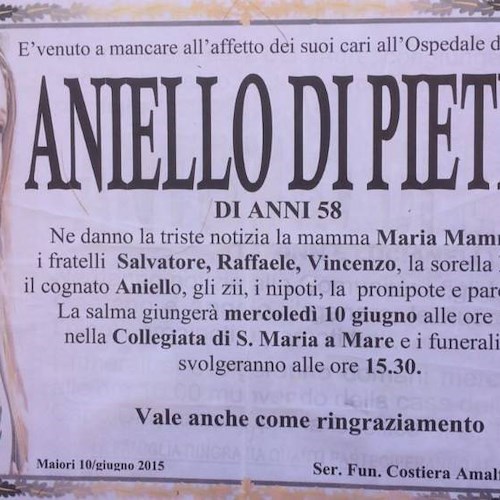 E'venuto a mancare all'affetto dei suoi cari all'Ospedale d
ANIELLO DI PIET
DI ANNI 58
Ne danno la triste notizia la mamma Maria Mam
i fratelli Salvatore, Raffaele, Vincenzo, la sorella
il cognato Aniello, gli zii, i nipoti, la pronipote e par
La salma giungerà mercoledì 10 giugno alle ore
nella Collegiata di S. Maria a Mare e i funerali
svolgeranno alle ore 15.30.
Vale anche come ringraziamento
Maiori 10/giugno 2015
Ser. Fun. Costiera Amal